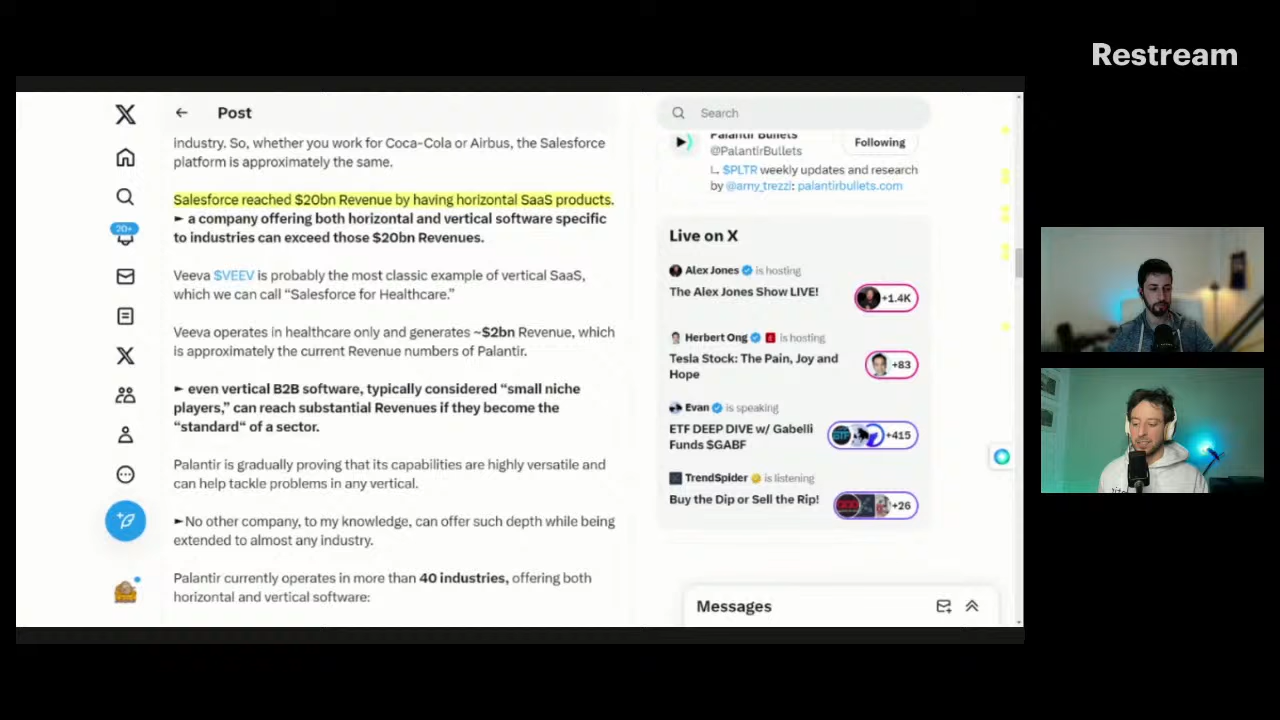 Restream
Post
Search
Industry. So, whether you work for Coca-Cola or Airbus, the Salesforce
platform is approximately the same.
Salesforce reached $20bn Revenue by having horizontal SaaS products.
► a company offering both horizontal and vertical software specific
to industries can exceed those $20bn Revenues.
Veeva $VEEV is probably the most classic example of vertical SaaS,
which we can call “Salesforce for Healthcare.”
Veeva operates in healthcare only and generates ~$2bn Revenue, which
is approximately the current Revenue numbers of Palantir.
► even vertical B2B software, typically considered “small niche
players,” can reach substantial Revenues if they become the
“standard“ of a sector.
Palantir is gradually proving that its capabilities are highly versatile and
can help tackle problems in any vertical.
►No other company, to my knowledge, can offer such depth while being
extended to almost any industry.
Palantir currently operates in more than 40 industries, offering both
horizontal and vertical software:
20+
Palantir Bullets
@PalantirBullets
Following
$PLTR weekly updates and research
by @arny_trezzi: palantirbullets.com
Live on X
Alex Jones is hosting
The Alex Jones Show LIVE!
+1.4K
Herbert Ong is hosting
Tesla Stock: The Pain, Joy and
Hope
+83
Evan is speaking
ETF DEEP DIVE w/ Gabelli
Funds $GABF
+415
TrendSpider is listening
Buy the Dip or Sell the Rip!
+26
Messages